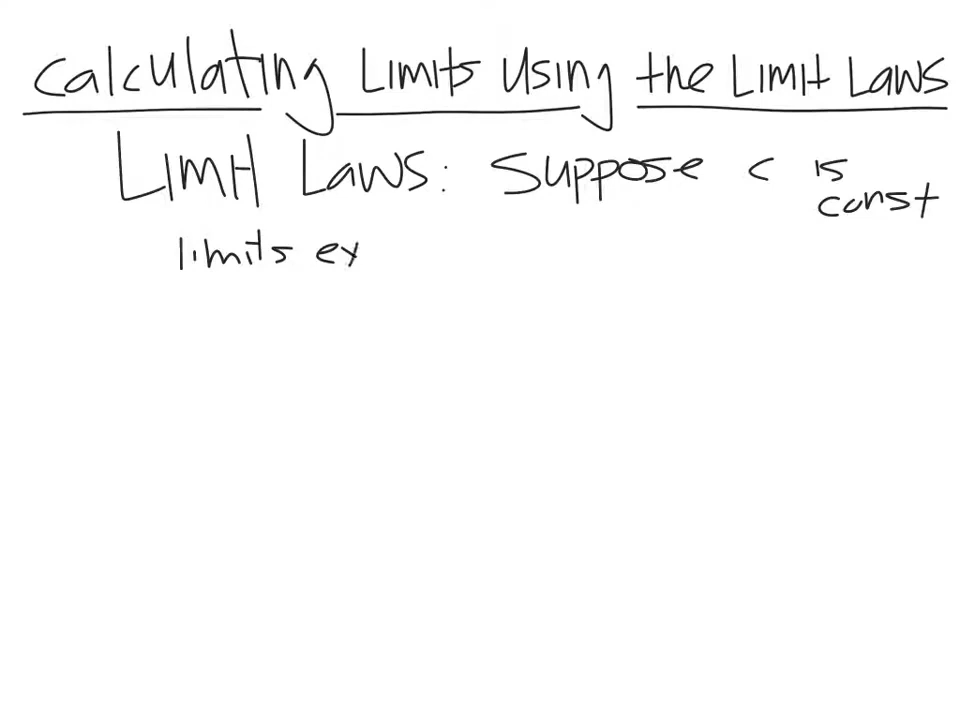 Calculating Limits Using the Limit Laws
Limit Laws: Suppose c is
const
limits ex